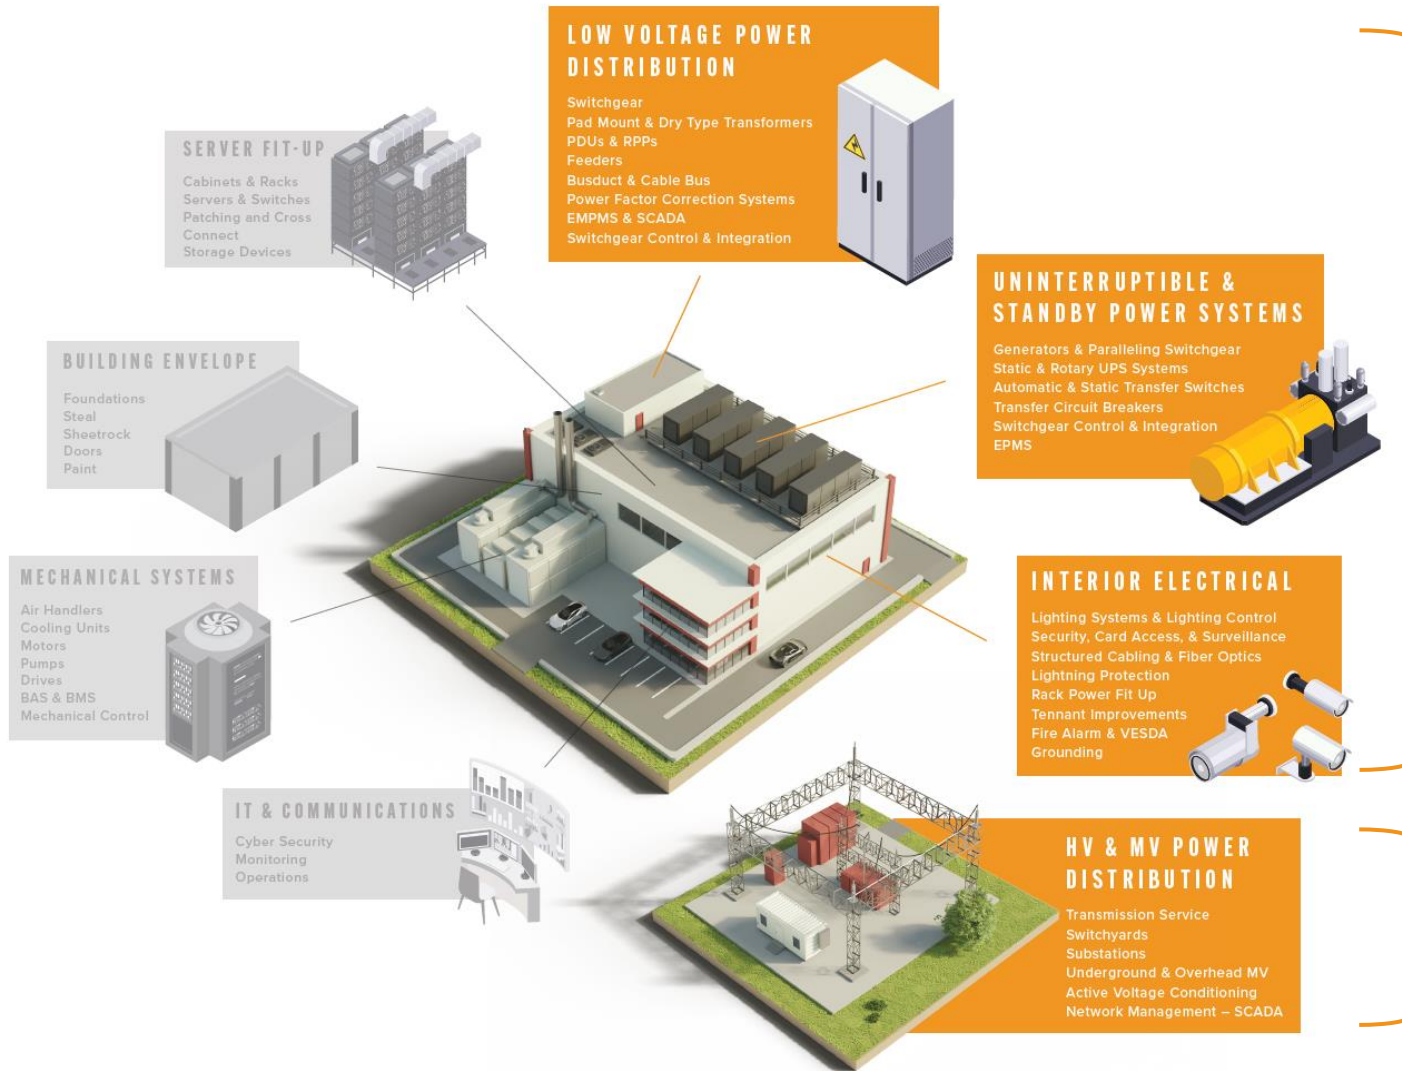 LOW VOLTAGE POWER
DISTRIBUTION
Switchgear
Pad Mount & Dry Type Transformers
PDUs & RPPs
Feeders
Busduct & Cable Bus
Power Factor Correction Systems
EMPMS & SCADA
Switchgear Control & Integration
SERVER FIT-UP
Cabinets & Racks
Servers & Switches
Patching and Cross
Connect
Storage Devices
UNINTERRUPTIBLE &
STANDBY POWER SYSTEMS
Generators & Paralleling Switchgear
Static & Rotary UPS Systems
Automatic & Static Transfer Switches
Transfer Circuit Breakers
Switchgear Control & Integration
EPMS
BUILDING ENVELOPE
Foundations
Steal
Sheetrock
Doors
Paint
MECHANICAL SYSTEMS
Air Handlers
Cooling Units
Motors
Pumps
Drives
BAS & BMS
Mechanical Control
INTERIOR ELECTRICAL
Lighting Systems & Lighting Control
Security, Card Access, & Surveillance
Structured Cabling & Fiber Optics
Lightning Protection
Rack Power Fit Up
Tennant Improvements
Fire Alarm & VESDA
Grounding
IT & COMMUNICATIONS
Cyber Security
Monitoring
Operations
HV & MV POWER
DISTRIBUTION
Transmission Service
Switchyards
Substations
Underground & Overhead MV
Active Voltage Conditioning
Network Management – SCADA